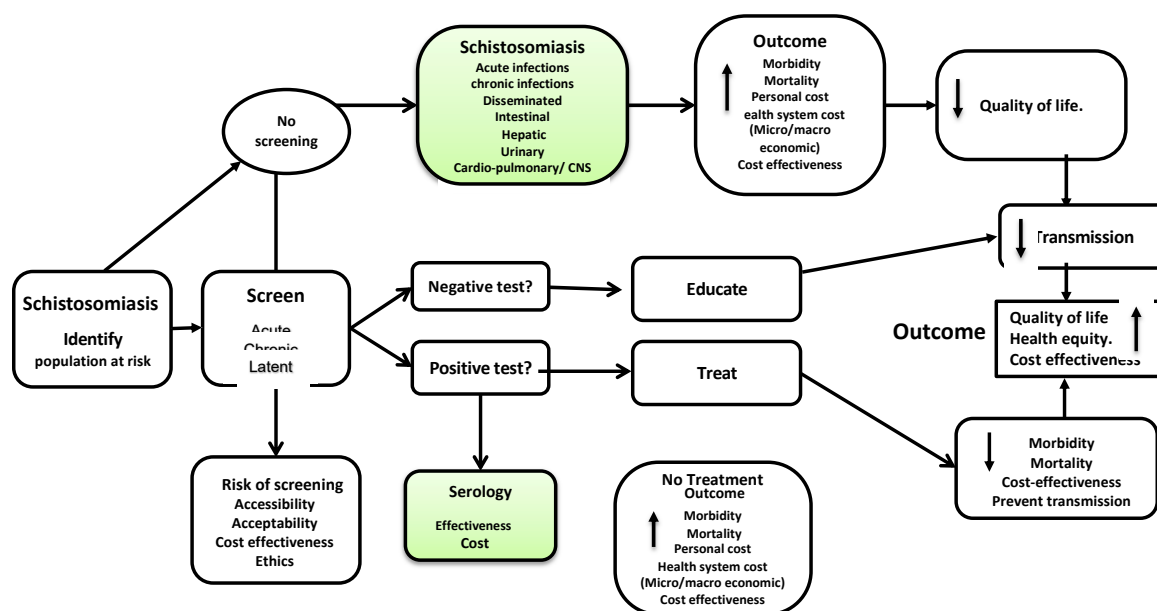 Schistosomiasis
Acute infections
chronic infections
Disseminated
Intestinal
Hepatic
Urinary
Cardio-pulmonary/ CNS
Outcome
Morbidity
Mortality
Personal cost
ealth system cost
(Micro/macro
economic)
Cost effectiveness
Quality of life.
No
screening
Transmission
Schistosomiasis
Identify
population at risk
Screen
Acute
Chronic
Latent
Negative test?
Educate
Positive test?
Treat
Outcome
Quality of life
Health equity.
Cost effectiveness
Risk of screening
Accessibility
Acceptability
Cost effectiveness
Ethics
Serology
Effectiveness
Cost
No Treatment
Outcome
Morbidity
Mortality
Personal cost
Health system cost
(Micro/macro economic)
Cost effectiveness
Morbidity
Mortality
Cost-effectiveness
Prevent transmission